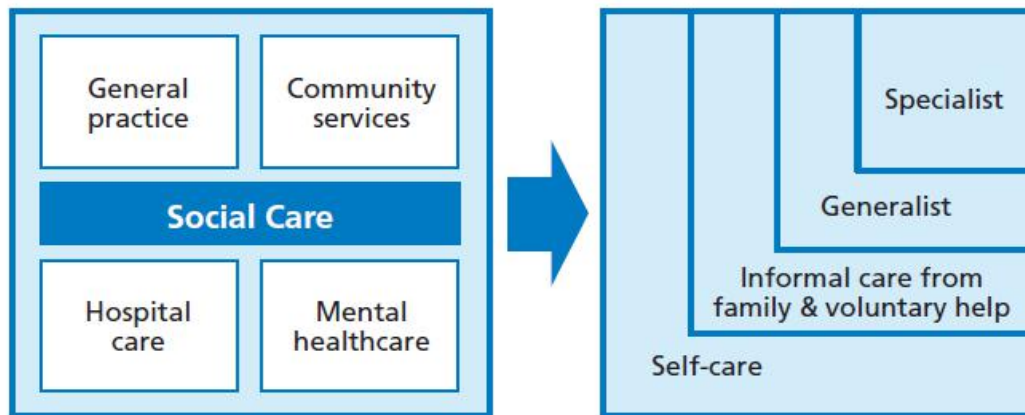 General
practice
Community
services
Social Care
Hospital
care
Mental
healthcare
Specialist
Generalist
Informal care from
family & voluntary help
Self-care